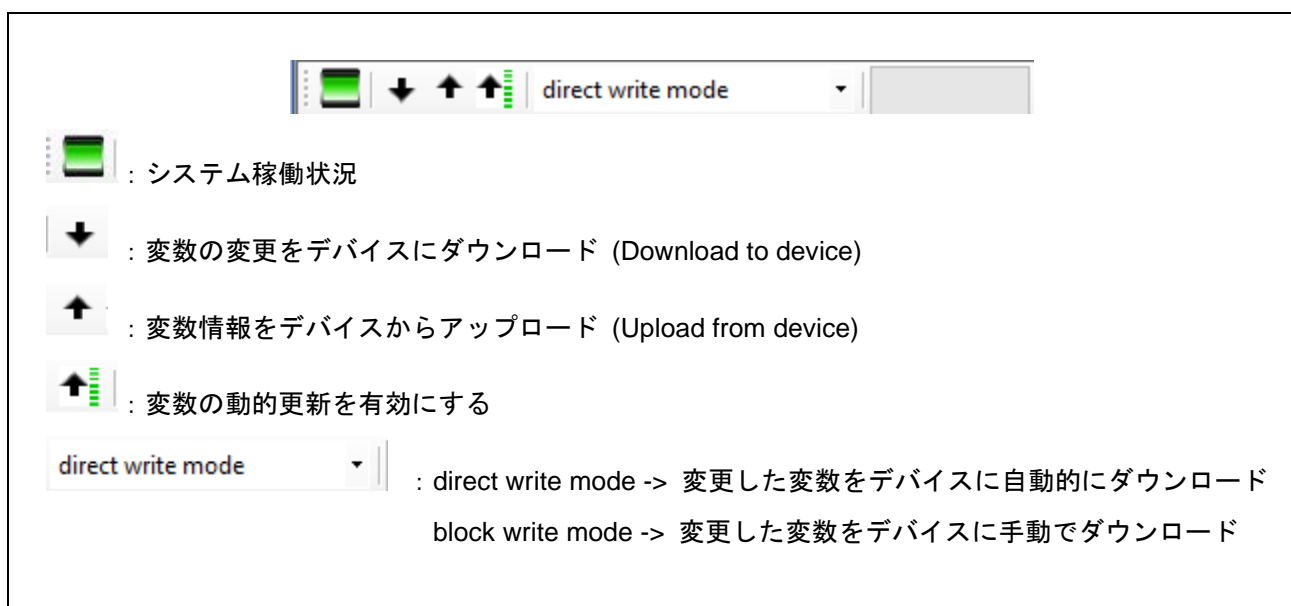 direct write mode
: システム稼働状況
: 変数の変更をデバイスにダウンロード (Download to device)
: 変数情報をデバイスからアップロード (Upload from device)
: 変数の動的更新を有効にする
direct write mode : direct write mode -> 変更した変数をデバイスに自動的にダウンロード
block write mode -> 変更した変数をデバイスに手動でダウンロード